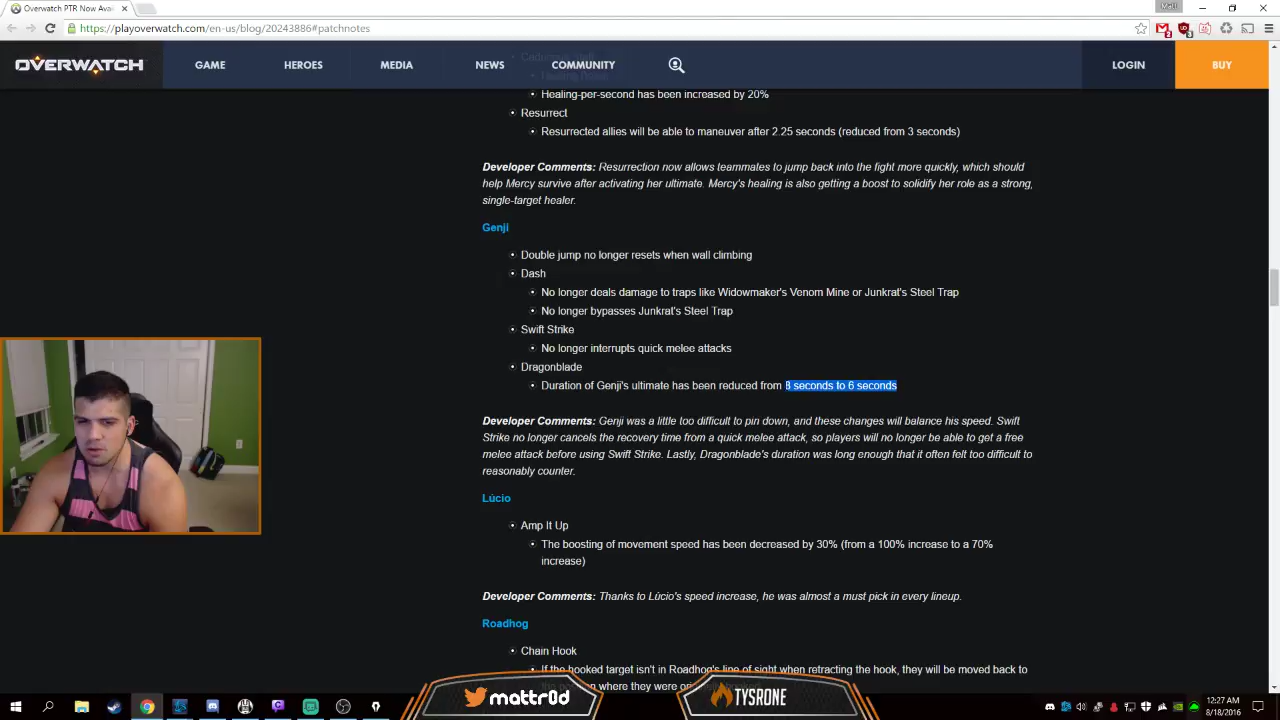 Overwatch PTR Now Avai
Matt
https://playoverwatch.com/en-us/blog/20243886#patchnotes
OVERWATCH
GAME
HEROES
MEDIA
NEWS
COMMUNITY
LOGIN
BUY
Healing-per-second has been increased by 20%
Resurrect
Resurrected allies will be able to maneuver after 2.25 seconds (reduced from 3 seconds)
Developer Comments: Resurrection now allows teammates to jump back into the fight more quickly, which should
help Mercy survive after activating her ultimate. Mercy's healing is also getting a boost to solidify her role as a strong,
single-target healer.
Genji
Double jump no longer resets when wall climbing
Dash
No longer deals damage to traps like Widowmaker's Venom Mine or Junkrat's Steel Trap
No longer bypasses Junkrat's Steel Trap
Swift Strike
No longer interrupts quick melee attacks
Dragonblade
Duration of Genji's ultimate has been reduced from 8 seconds to 6 seconds
Developer Comments: Genji was a little too difficult to pin down, and these changes will balance his speed. Swift
Strike no longer cancels the recovery time from a quick melee attack, so players will no longer be able to get a free
melee attack before using Swift Strike. Lastly, Dragonblade's duration was long enough that it often felt too difficult to
reasonably counter.
Lúcio
Amp It Up
The boosting of movement speed has been decreased by 30% (from a 100% increase to a 70%
increase)
Developer Comments: Thanks to Lúcio's speed increase, he was almost a must pick in every lineup.
Roadhog
Chain Hook
If the hooked target isn't in Roadhog's line of sight when retracting the hook, they will be moved back to
where they were
mattr0d
TYSRONE
12:27 AM
8/18/2016